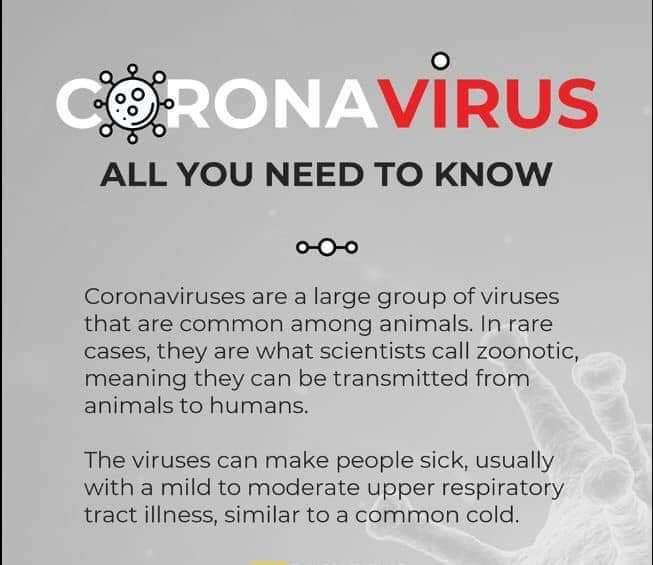 CORONAVIRUS
ALL YOU NEED TO KNOW
Coronaviruses are a large group of viruses
that are common among animals. In rare
cases, they are what scientists call zoonotic,
meaning they can be transmitted from
animals to humans.
The viruses can make people sick, usually
with a mild to moderate upper respiratory
tract illness, similar to a common cold.